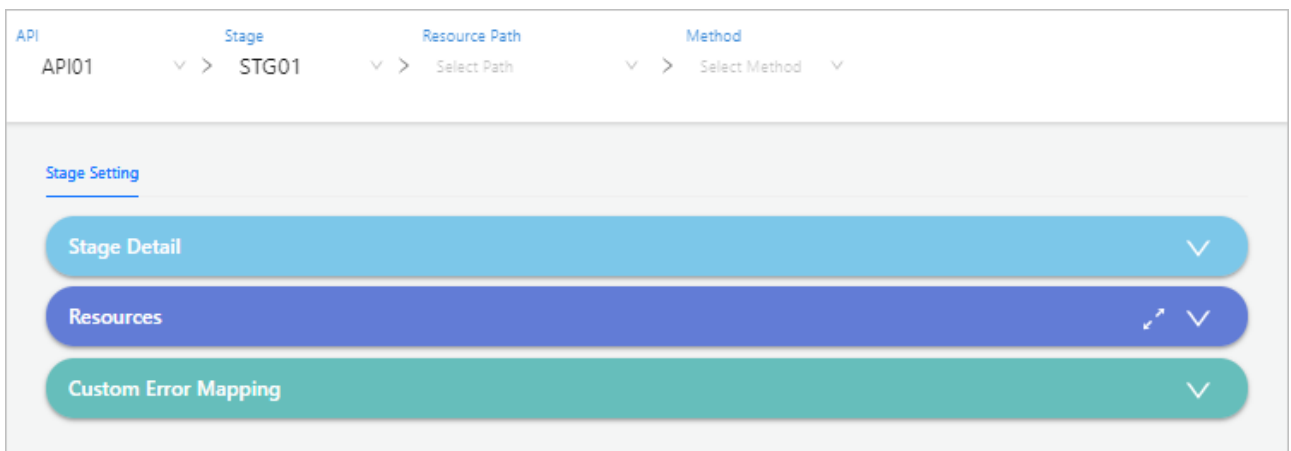 API Stage Resource Path Method
API01 > STG01 > Select Path > Select Method
Stage Setting
Stage Detail
Resources
Custom Error Mapping